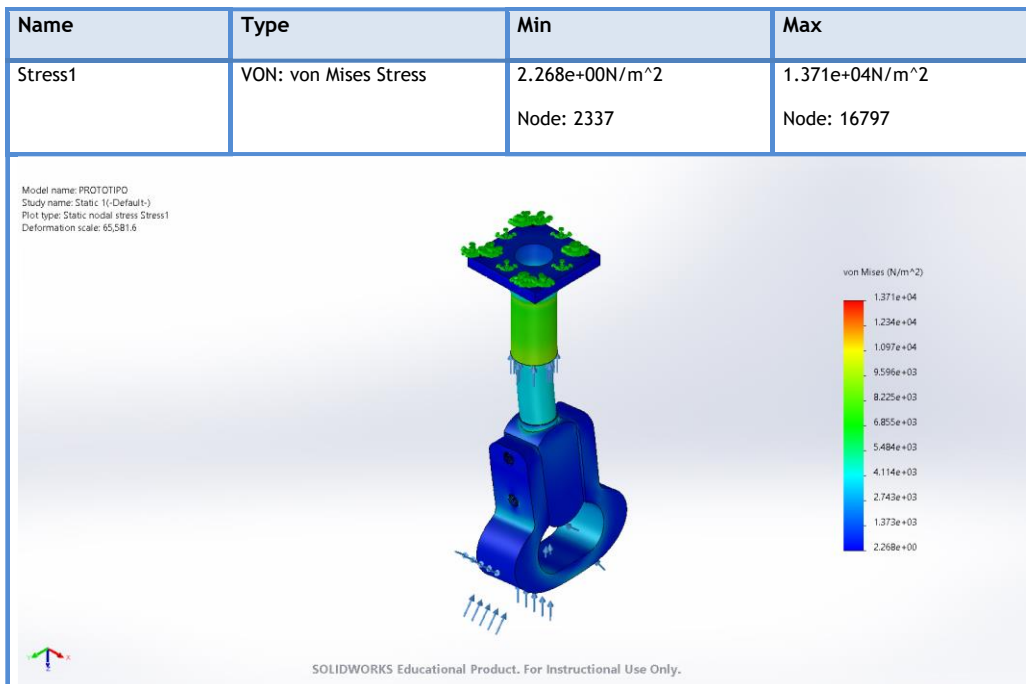 Name Type Min Max
Stress1 VON: von Mises Stress 2.268e+00N/m^2 1.371e+04N/m^2
Node: 2337 Node: 16797
Model name: PROTOTIPO
Study name: Static 1(-Default-)
Plot type: Static nodal stress Stress1
Deformation scale: 65,581.6
von Mises (N/m^2)
1.371e+04
1.234e+04
1.097e+04
9.596e+03
8.225e+03
6.855e+03
5.484e+03
4.114e+03
2.743e+03
1.373e+03
2.268e+00
Y X
Z
SOLIDWORKS Educational Product. For Instructional Use Only.